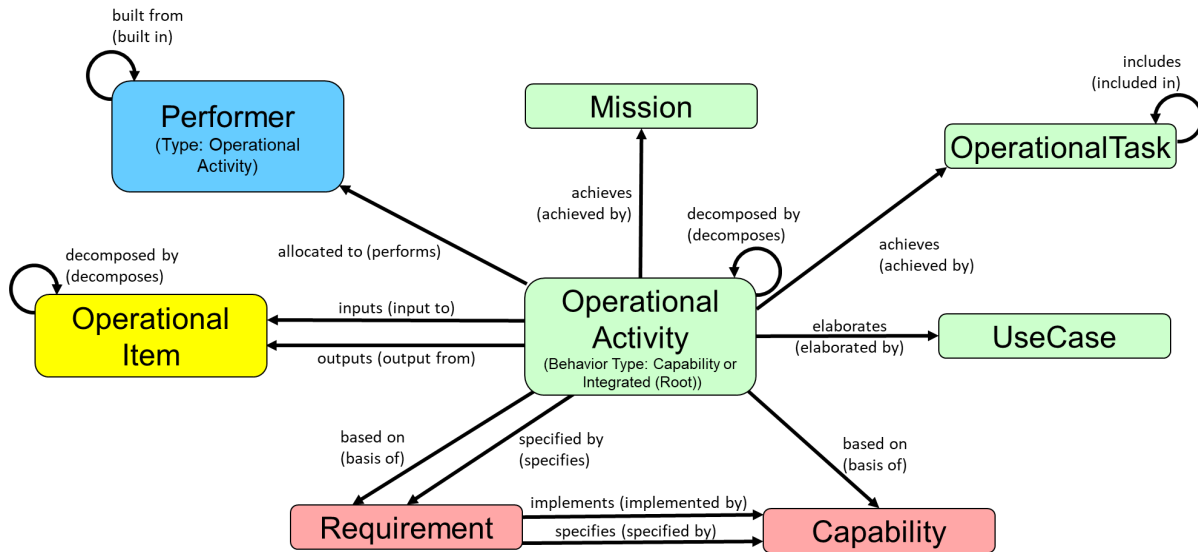 built from
(built in)
Performer
(Type: Operational
Activity)
Mission
includes
(included in)
OperationalTask
achieves
(achieved by)
decomposed by
(decomposes)
achieves
(achieved by)
allocated to (performs)
decomposed by
(decomposes)
Operational
Item
inputs (input to)
outputs (output from)
Operational
Activity
(Behavior Type: Capability or
Integrated (Root))
elaborates
(elaborated by)
UseCase
based on
(basis of)
specified by
(specifies)
based on
(basis of)
Requirement
implements (implemented by)
specifies (specified by)
Capability